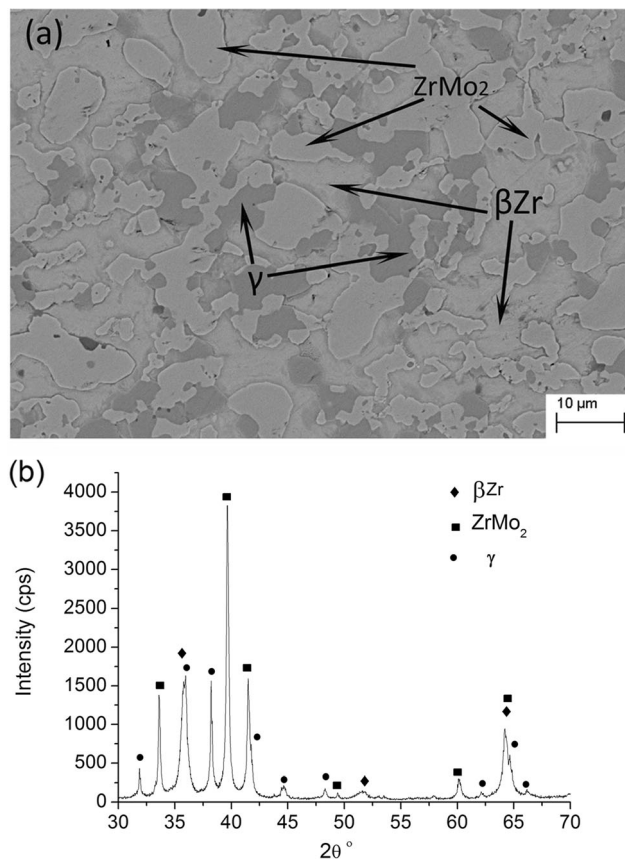 (a)
ZrMo2
βZr
γ
10 µm
(b)
βZr
ZrMo2
γ
4000
3500
3000
2500
2000
1500
1000
500
0
Intensity (cps)
30 35 40 45 50 55 60 65 70
2θ °